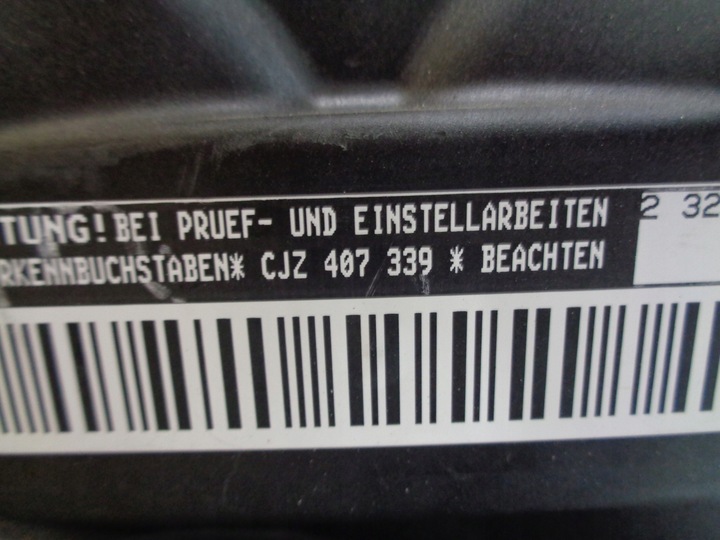 TUNG! BEI PRUEF- UND EINSTELLARBEITEN 2 32
RKENNBUCHSTABEN* CJZ 407 339 * BEACHTEN